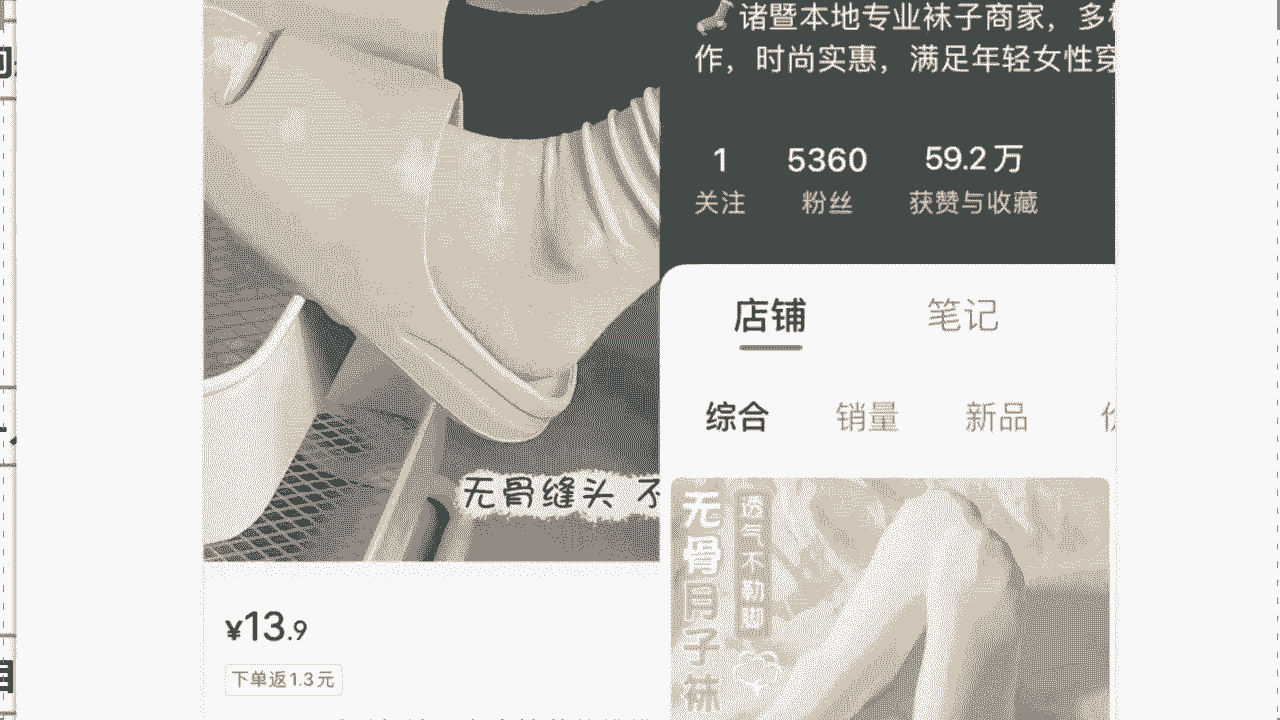 无骨缝头 不
¥13.9
下单返1.3元
诸暨本地专业袜子商家，多
作，时尚实惠，满足年轻女性穿
1 5360 59.2万
关注 粉丝 获赞与收藏
店铺 笔记
综合 销量 新品
无骨月子袜
透气不勒脚